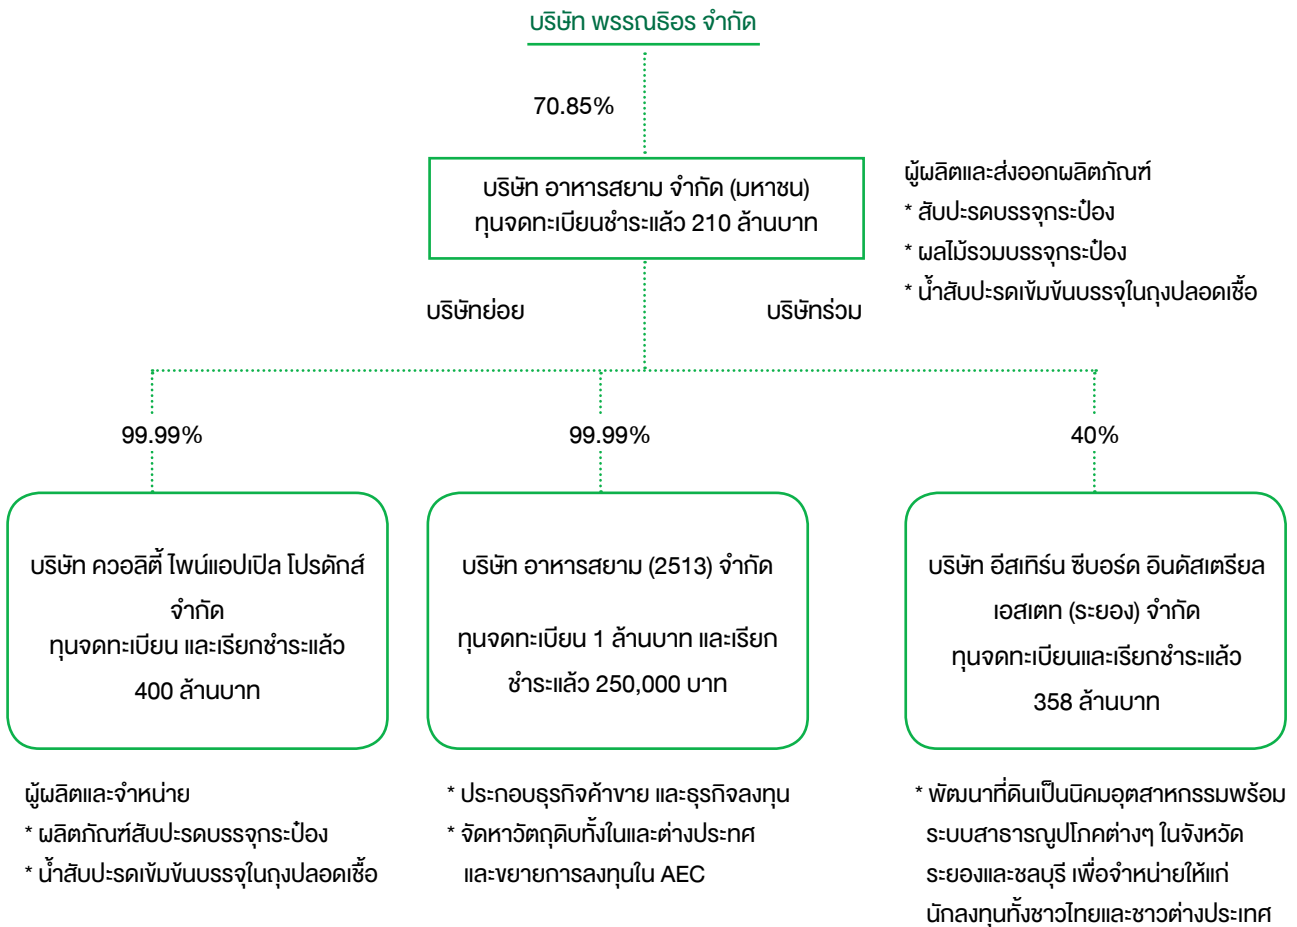 บริษัท พรรณธิอร จำกัด
70.85%
บริษัท อาหารสยาม จำกัด (มหาชน)
ทุนจดทะเบียนชำระแล้ว 210 ล้านบาท
ผู้ผลิตและส่งออกผลิตภัณฑ์
* สับปะรดบรรจุกระป๋อง
* ผลไม้รวมบรรจุกระป๋อง
* น้ำสับปะรดเข้มข้นบรรจุในถุงปลอดเชื้อ
บริษัทย่อย
บริษัทร่วม
99.99%
99.99%
40%
บริษัท ควอลิตี้ ไพน์แอปเปิล โปรดักส์
จำกัด
ทุนจดทะเบียน และเรียกชำระแล้ว
400 ล้านบาท
บริษัท อาหารสยาม (2513) จำกัด
ทุนจดทะเบียน 1 ล้านบาท และเรียก
ชำระแล้ว 250,000 บาท
บริษัท อีสเทิร์น ซีบอร์ด อินดัสเตรียล
เอสเตท (ระยอง) จำกัด
ทุนจดทะเบียนและเรียกชำระแล้ว
358 ล้านบาท
ผู้ผลิตและจำหน่าย
* ผลิตภัณฑ์สับปะรดบรรจุกระป๋อง
* น้ำสับปะรดเข้มข้นบรรจุในถุงปลอดเชื้อ
* ประกอบธุรกิจค้าขาย และธุรกิจลงทุน
* จัดหาวัตถุดิบทั้งในและต่างประทศ
และขยายการลงทุนใน AEC
* พัฒนาที่ดินเป็นนิคมอุตสาหกรรมพร้อม
ระบบสาธารณูปโภคต่างๆ ในจังหวัด
ระยองและชลบุรี เพื่อจำหน่ายให้แก่
นักลงทุนทั้งชาวไทยและชาวต่างประเทศ